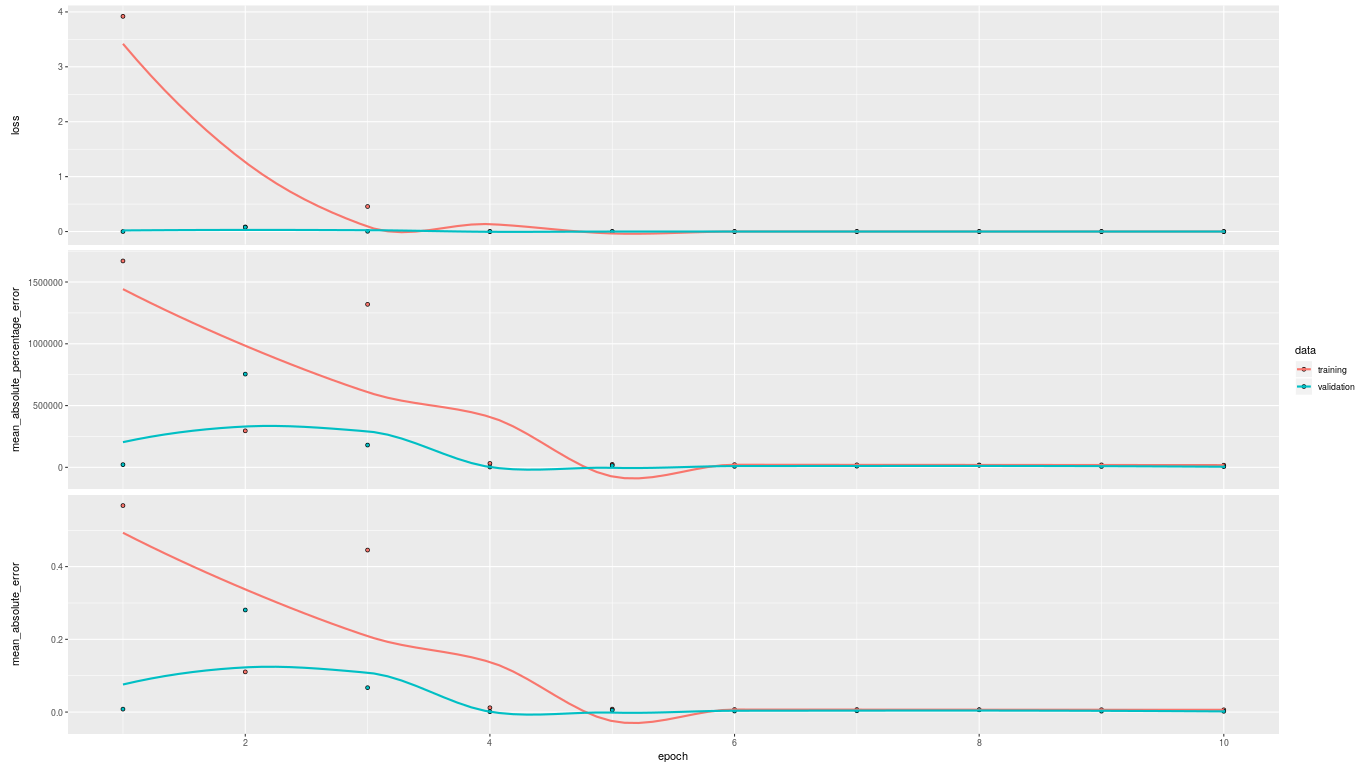 4
3
2
1
0
loss
1500000
1000000
500000
0
mean_absolute_percentage_error
0.4
0.2
0.0
mean_absolute_error
2 4 6 8 10
epoch
data
training
validation